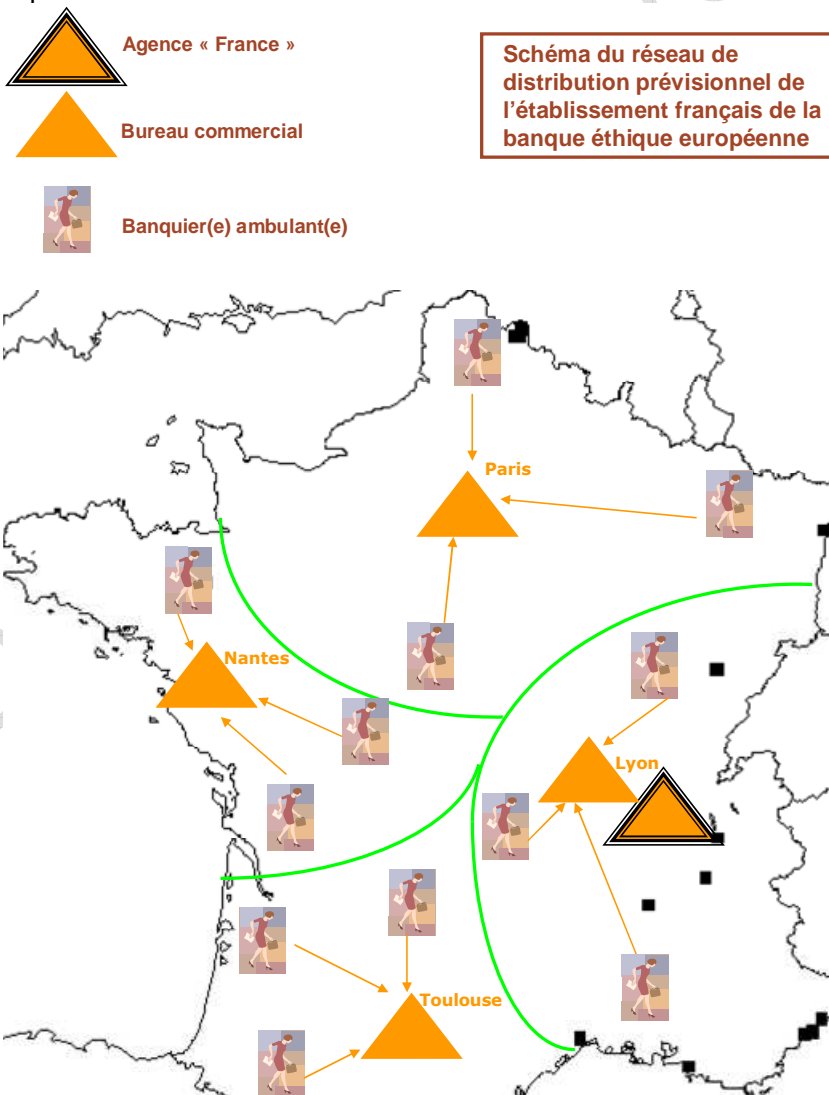 Agence « France »
Schéma du réseau de
distribution prévisionnel de
l'établissement français de la
banque éthique européenne
Bureau commercial
Banquier(e) ambulant(e)
Paris
Nantes
Lyon
Toulouse